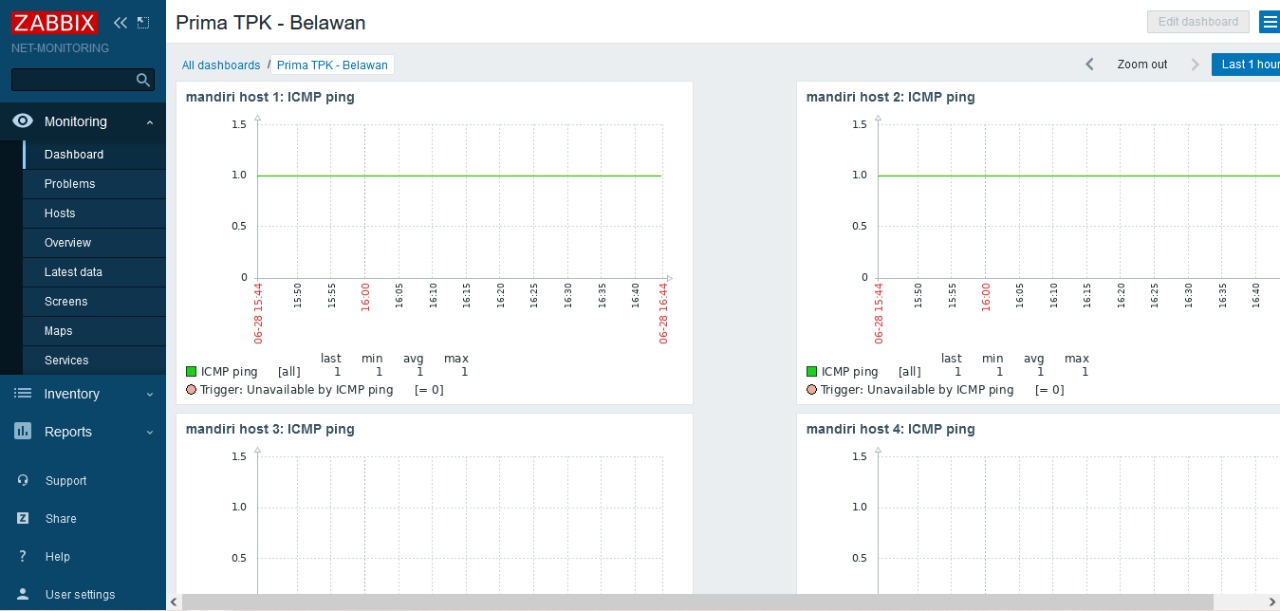 ZABBIX
NET-MONITORING
Monitoring
Dashboard
Problems
Hosts
Overview
Latest data
Screens
Maps
Services
Inventory
Reports
Support
Share
Help
User settings
Prima TPK - Belawan
Edit dashboard
All dashboards / Prima TPK - Belawan
Zoom out
Last 1 hour
mandiri host 1: ICMP ping
1.5
1.0
0.5
0
06-28 15:44
15:50
15:55
16:00
16:05
16:10
16:15
16:20
16:25
16:30
16:35
16:40
06-28 16:44
last min avg max
ICMP ping [all] 1 1 1 1
Trigger: Unavailable by ICMP ping [= 0]
mandiri host 2: ICMP ping
1.5
1.0
0.5
0
06-28 15:44
15:50
15:55
16:00
16:05
16:10
16:15
16:20
16:25
16:30
16:35
16:40
last min avg max
ICMP ping [all] 1 1 1 1
Trigger: Unavailable by ICMP ping [= 0]
mandiri host 3: ICMP ping
1.5
1.0
0.5
mandiri host 4: ICMP ping
1.5
1.0
0.5